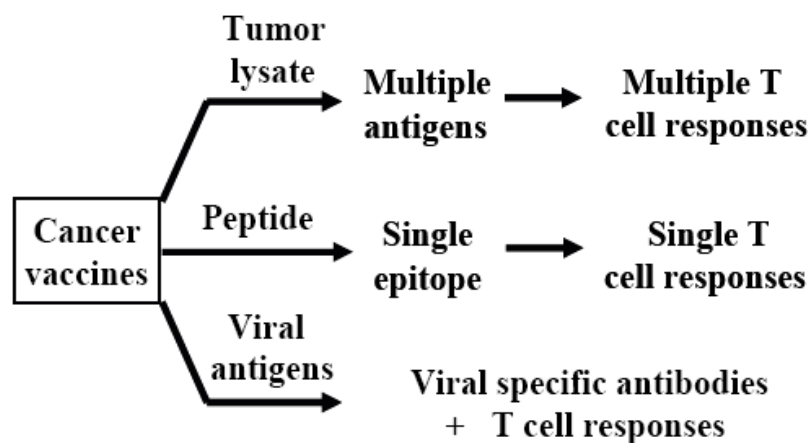 Tumor
lysate
Multiple
antigens
Multiple T
cell responses
Cancer
vaccines
Peptide
Single
epitope
Single T
cell responses
Viral
antigens
Viral specific antibodies
+ T cell responses